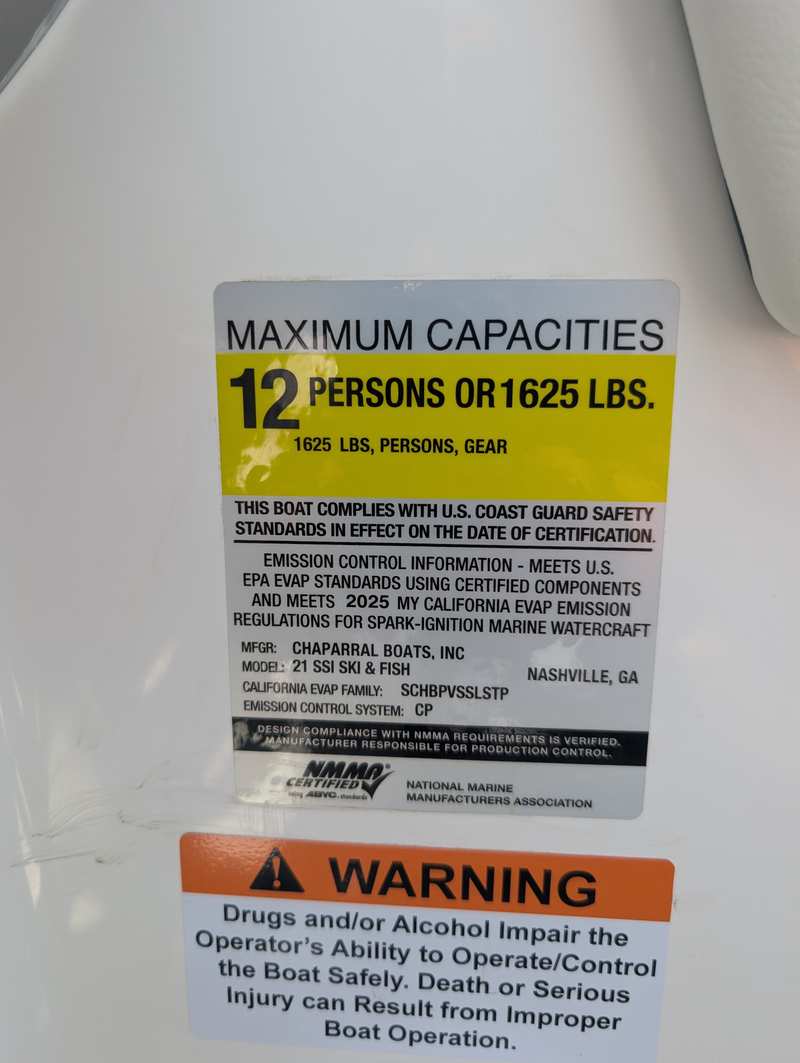 MAXIMUM CAPACITIES
12 PERSONS OR 1625 LBS.
1625 LBS, PERSONS, GEAR
THIS BOAT COMPLIES WITH U.S. COAST GUARD SAFETY
STANDARDS IN EFFECT ON THE DATE OF CERTIFICATION.
EMISSION CONTROL INFORMATION - MEETS U.S.
EPA EVAP STANDARDS USING CERTIFIED COMPONENTS
AND MEETS 2025 MY CALIFORNIA EVAP EMISSION
REGULATIONS FOR SPARK-IGNITION MARINE WATERCRAFT
MFGR: CHAPARRAL BOATS, INC
MODEL: 21 SSI SKI & FISH NASHVILLE, GA
CALIFORNIA EVAP FAMILY: SCHBPVSSLSTP
EMISSION CONTROL SYSTEM: CP
DESIGN COMPLIANCE WITH NMMA REQUIREMENTS IS VERIFIED.
MANUFACTURER RESPONSIBLE FOR PRODUCTION CONTROL.
NMMA®
CERTIFIED
using ABYC standards
NATIONAL MARINE
MANUFACTURERS ASSOCIATION
WARNING
Drugs and/or Alcohol Impair the
Operator's Ability to Operate/Control
the Boat Safely. Death or Serious
Injury can Result from Improper
Boat Operation.